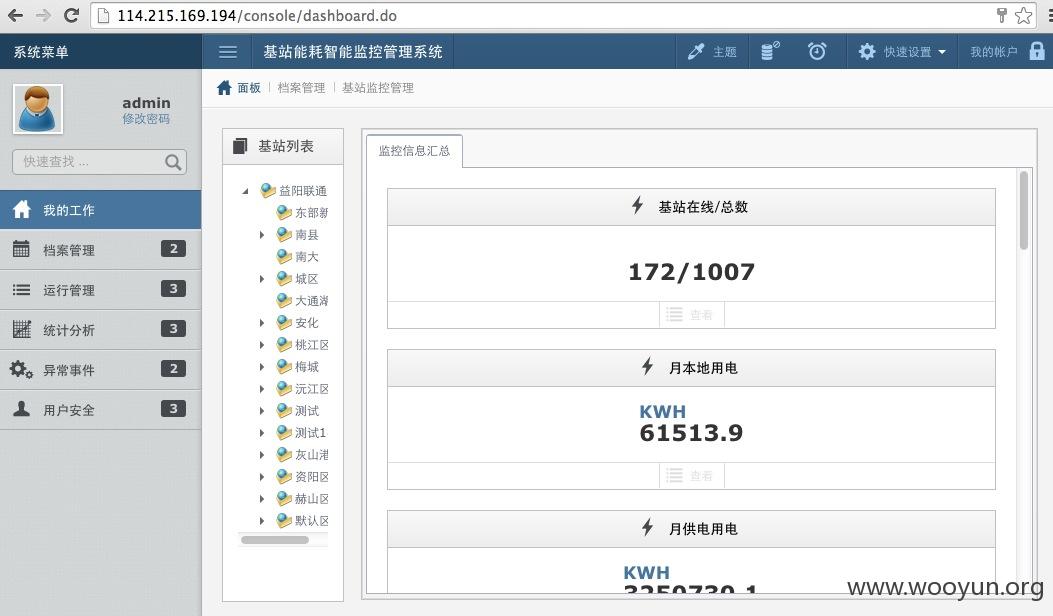 114.215.169.194/console/dashboard.do
系统菜单
基站能耗智能监控管理系统
主题
快速设置
我的帐户
admin
修改密码
快速查找 ...
我的工作
档案管理 2
运行管理 3
统计分析 3
异常事件 2
用户安全 3
面板 档案管理 基站监控管理
基站列表
益阳联通
东部新
南县
南大
城区
大通湖
安化
桃江区
梅城
沅江区
测试
测试1
灰山港
资阳区
赫山区
默认区
监控信息汇总
基站在线/总数
172/1007
查看
月本地用电
KWH
61513.9
查看
月供电用电
KWH
3250730.1
www.wooyun.org